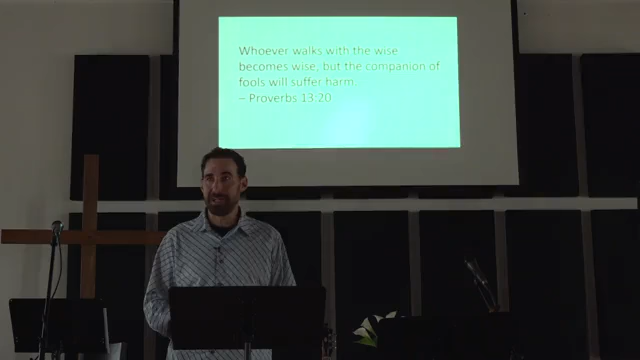 Whoever walks with the wise
becomes wise, but the companion of
fools will suffer harm.
– Proverbs 13:20